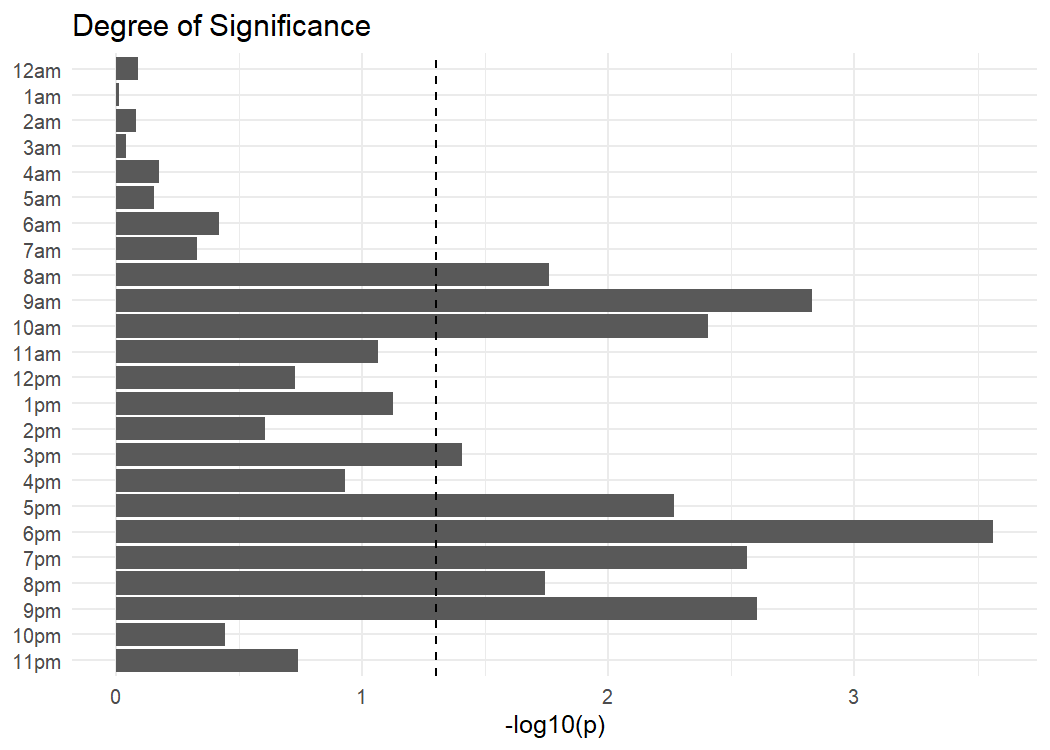 Degree of Significance
12am
1am
2am
3am
4am
5am
6am
7am
8am
9am
10am
11am
12pm
1pm
2pm
3pm
4pm
5pm
6pm
7pm
8pm
9pm
10pm
11pm
0 1 2 3
-log10(p)